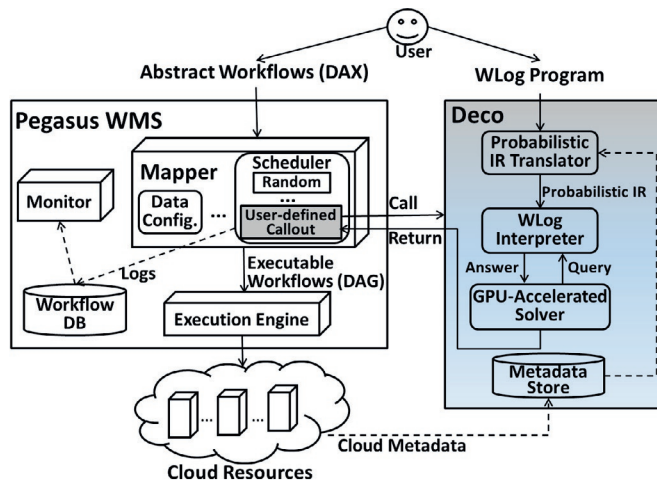 User
Abstract Workflows (DAX)
WLog Program
Pegasus WMS
Deco
Mapper
Scheduler
Random
...
User-defined
Callout
Data
Config.
...
Monitor
Call
Return
Probabilistic
IR Translator
Probabilistic IR
WLog
Interpreter
Answer
Query
GPU-Accelerated
Solver
Logs
Executable
Workflows (DAG)
Workflow
DB
Execution Engine
Metadata
Store
... ...
Cloud Metadata
Cloud Resources